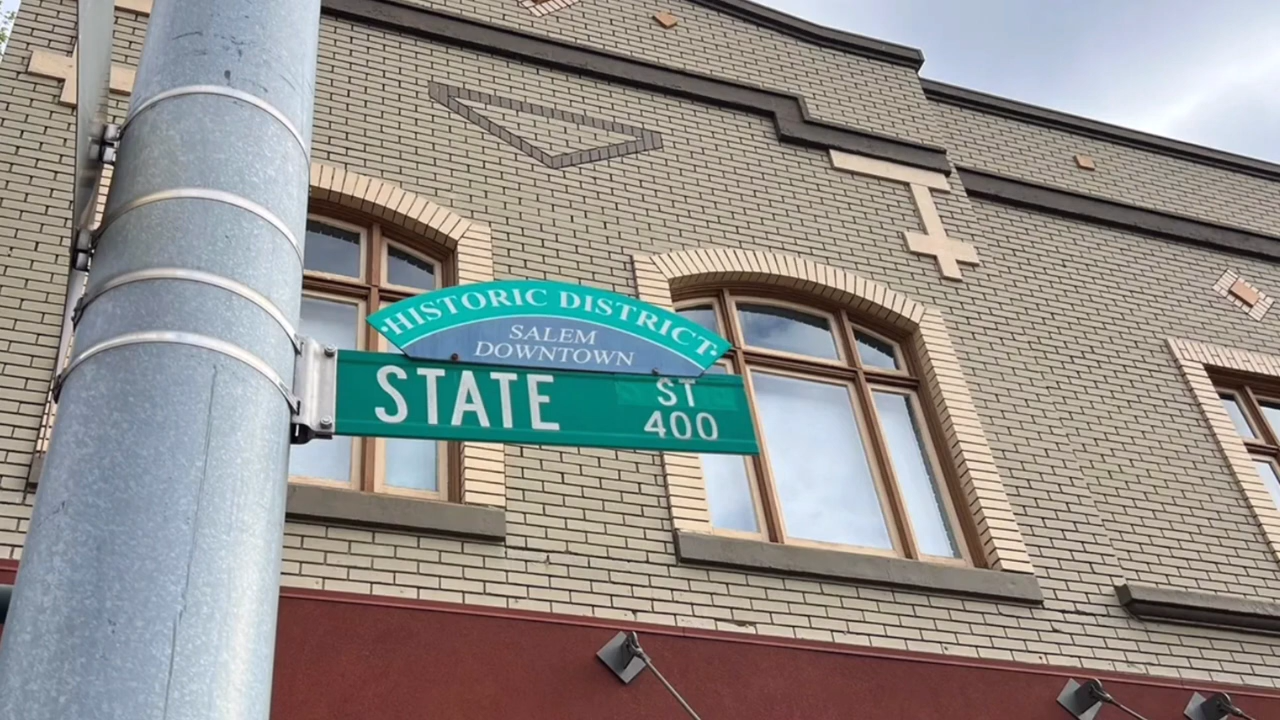 ·HISTORIC DISTRICT·
SALEM
DOWNTOWN
STATE ST
400